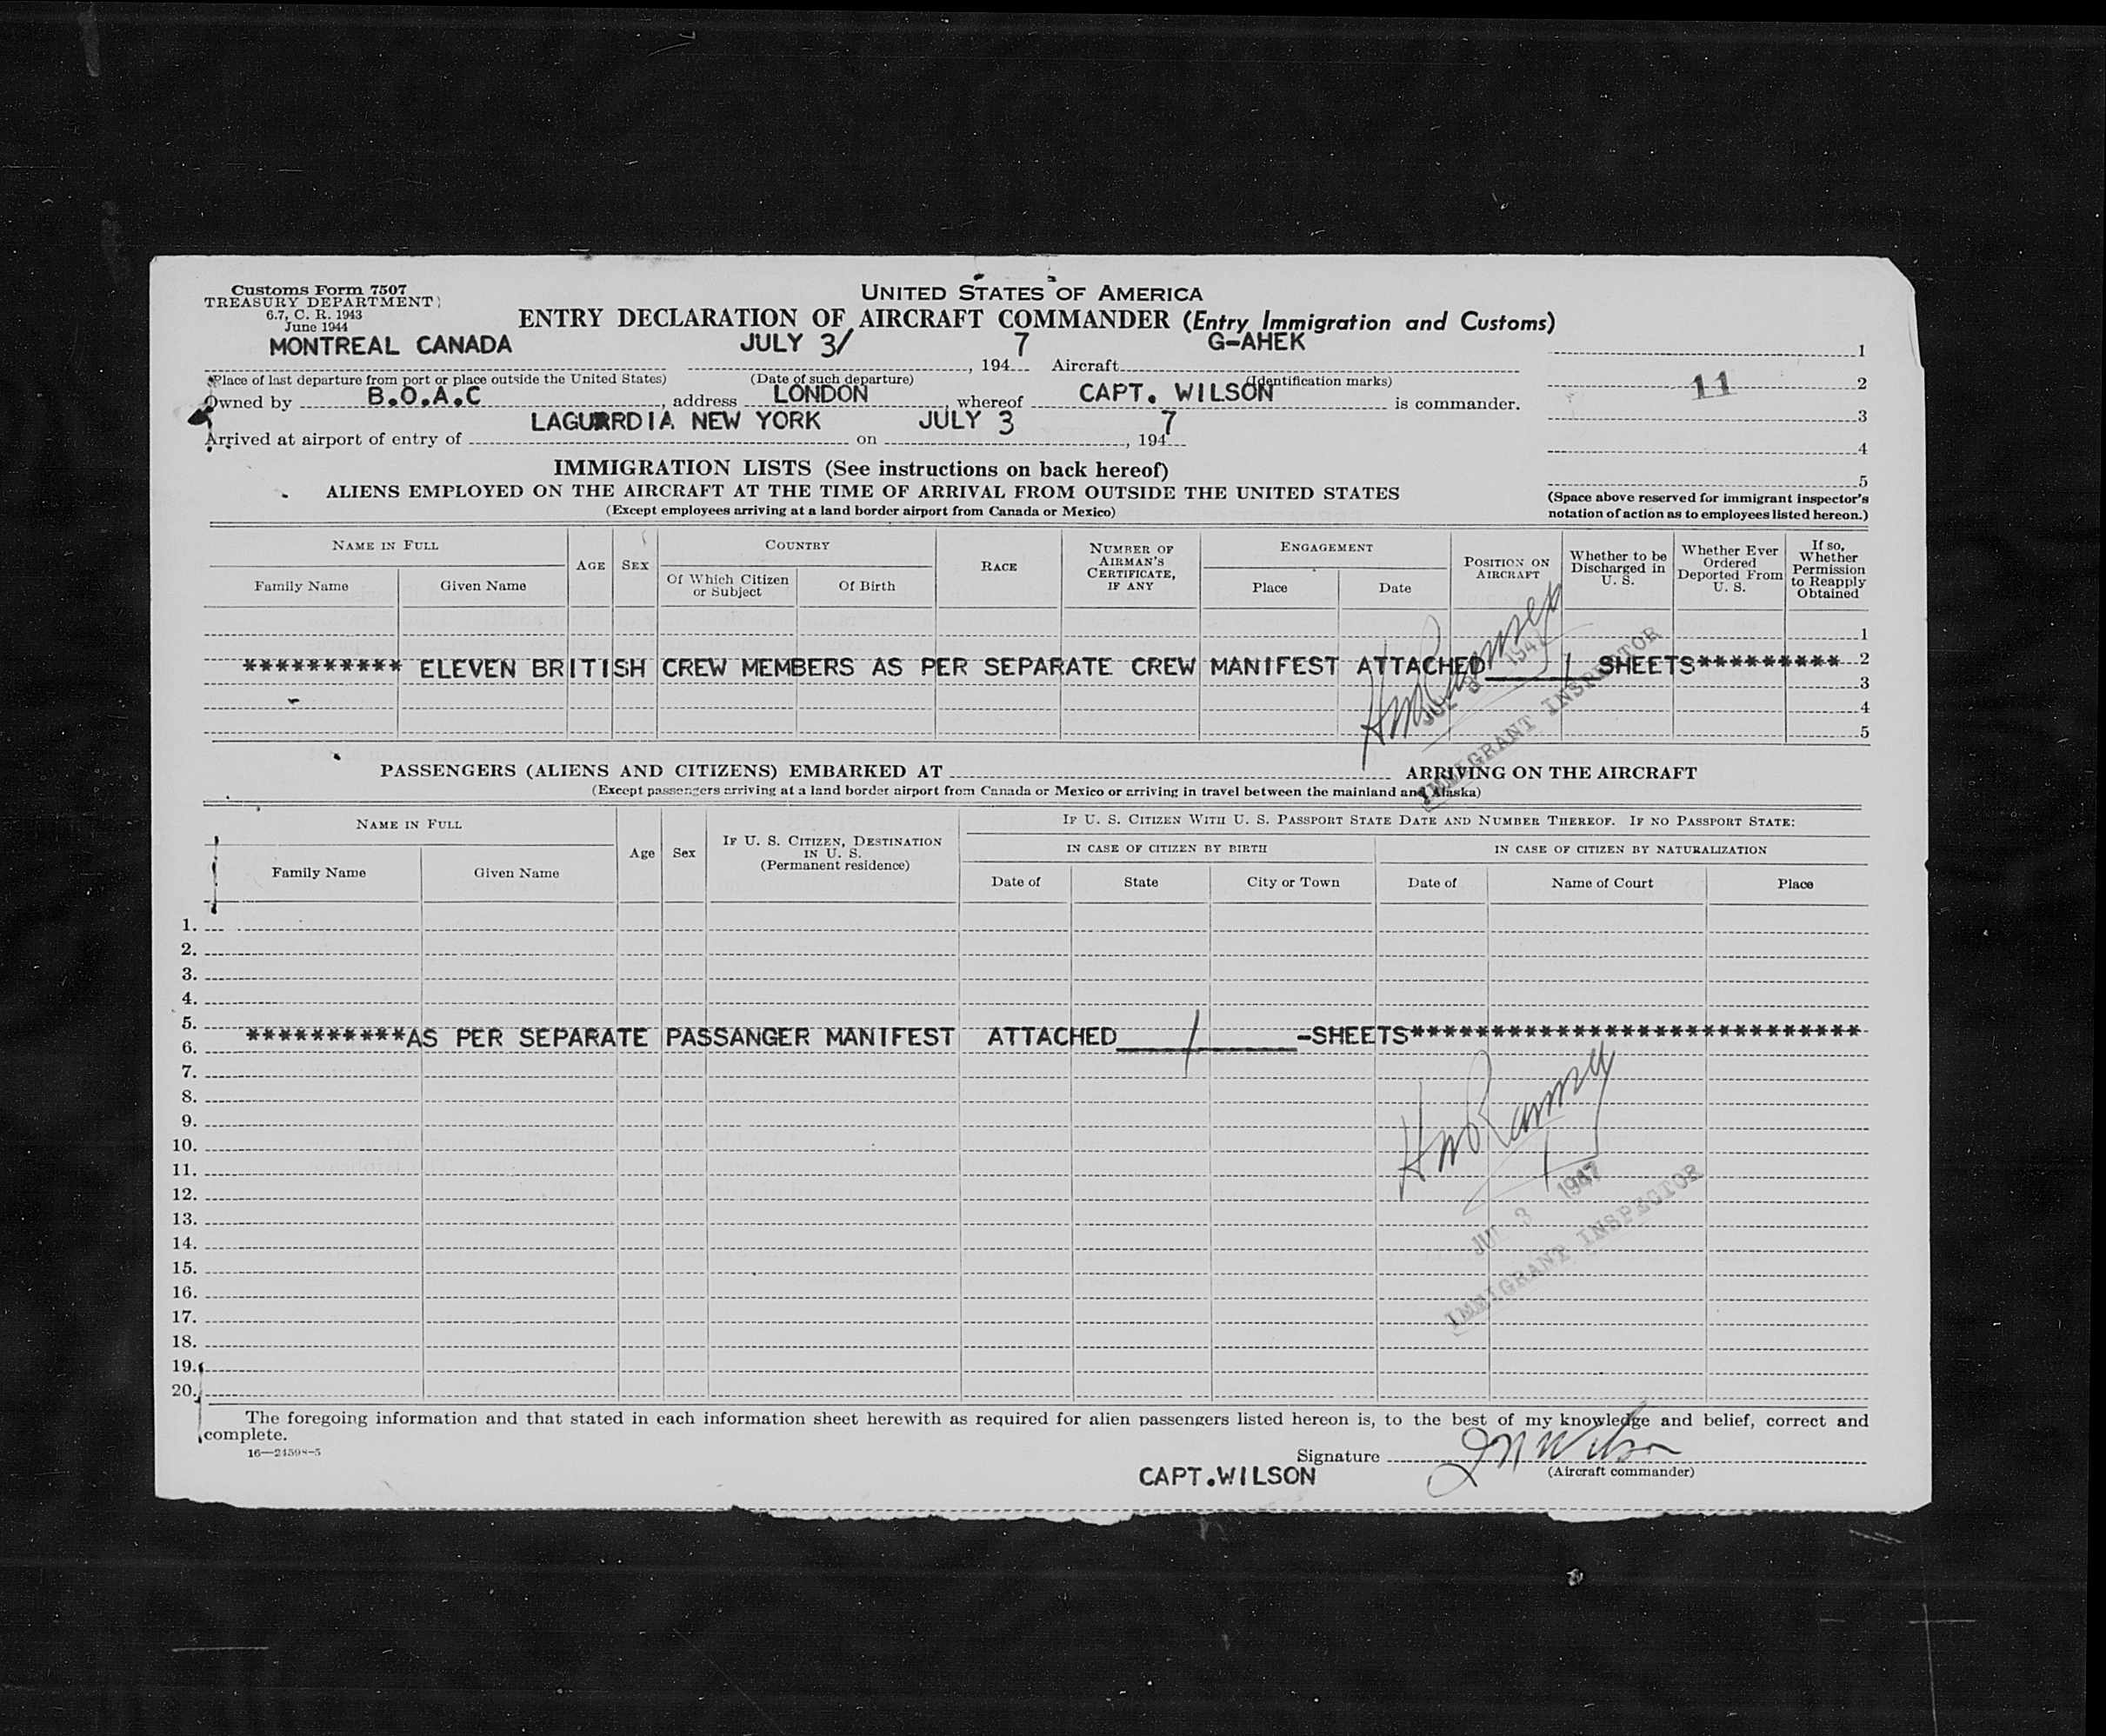 Customs Form 7507
TREASURY DEPARTMENT
6.7, C. R. 1943
June 1944
UNITED STATES OF AMERICA
ENTRY DECLARATION OF AIRCRAFT COMMANDER (Entry Immigration and Customs)
MONTREAL CANADA JULY 3/ 7 G-AHEK
, 194 Aircraft 1
(Place of last departure from port or place outside the United States) (Date of such departure) (Identification marks)
11 2
Owned by B.O.A.C, address LONDON, whereof CAPT. WILSON is commander.
3
LAGUARDIA NEW YORK JULY 3 7
Arrived at airport of entry of on , 194
4
5
IMMIGRATION LISTS (See instructions on back hereof)
ALIENS EMPLOYED ON THE AIRCRAFT AT THE TIME OF ARRIVAL FROM OUTSIDE THE UNITED STATES
(Except employees arriving at a land border airport from Canada or Mexico)
(Space above reserved for immigrant inspector's
notation of action as to employees listed hereon.)
NAME IN FULL
Family Name Given Name
AGE SEX
COUNTRY
Of Which Citizen or Subject Of Birth
RACE
NUMBER OF AIRMAN'S CERTIFICATE, IF ANY
ENGAGEMENT
Place Date
POSITION ON AIRCRAFT
Whether to be Discharged in U. S.
Whether Ever Ordered Deported From U. S.
If so, Whether Permission to Reapply Obtained
1
********** ELEVEN BRITISH CREW MEMBERS AS PER SEPARATE CREW MANIFEST ATTACHED 1 SHEETS********* 2
3
4
5
JUL 3 1947
IMMIGRANT INSPECTOR
PASSENGERS (ALIENS AND CITIZENS) EMBARKED AT ARRIVING ON THE AIRCRAFT
(Except passengers arriving at a land border airport from Canada or Mexico or arriving in travel between the mainland and Alaska)
NAME IN FULL
Family Name Given Name
Age Sex
IF U. S. CITIZEN, DESTINATION IN U. S. (Permanent residence)
IF U. S. CITIZEN WITH U. S. PASSPORT STATE DATE AND NUMBER THEREOF. IF NO PASSPORT STATE:
IN CASE OF CITIZEN BY BIRTH IN CASE OF CITIZEN BY NATURALIZATION
Date of State City or Town Date of Name of Court Place
1.
2.
3.
4.
5.
**********AS PER SEPARATE PASSANGER MANIFEST ATTACHED 1 -SHEETS****************************
6.
7.
8.
9.
10.
11.
12.
13.
14.
15.
16.
17.
18.
19.
20.
JUL 3 1947
IMMIGRANT INSPECTOR
The foregoing information and that stated in each information sheet herewith as required for alien passengers listed hereon is, to the best of my knowledge and belief, correct and
complete.
16—24598-5
Signature J N Wilson
CAPT.WILSON (Aircraft commander)